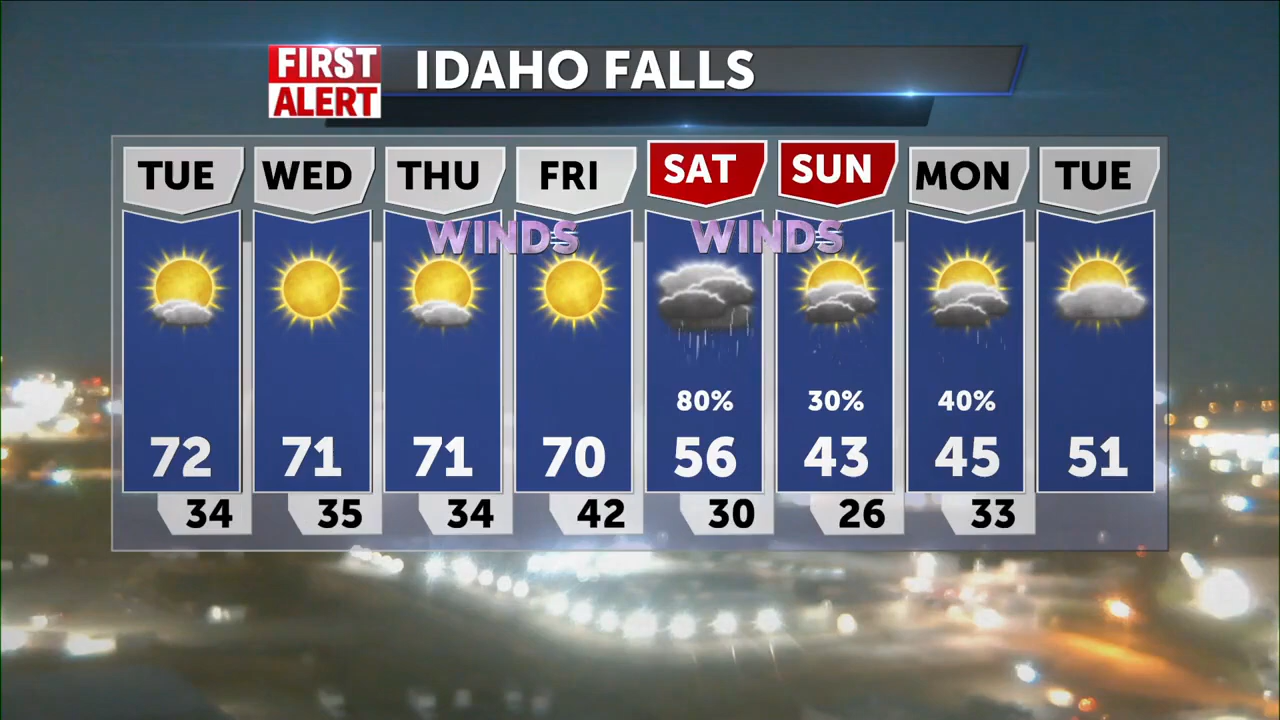 FIRST
ALERT
IDAHO FALLS
TUE WED THU FRI SAT SUN MON TUE
WINDS WINDS
80% 30% 40%
72 71 71 70 56 43 45 51
34 35 34 42 30 26 33